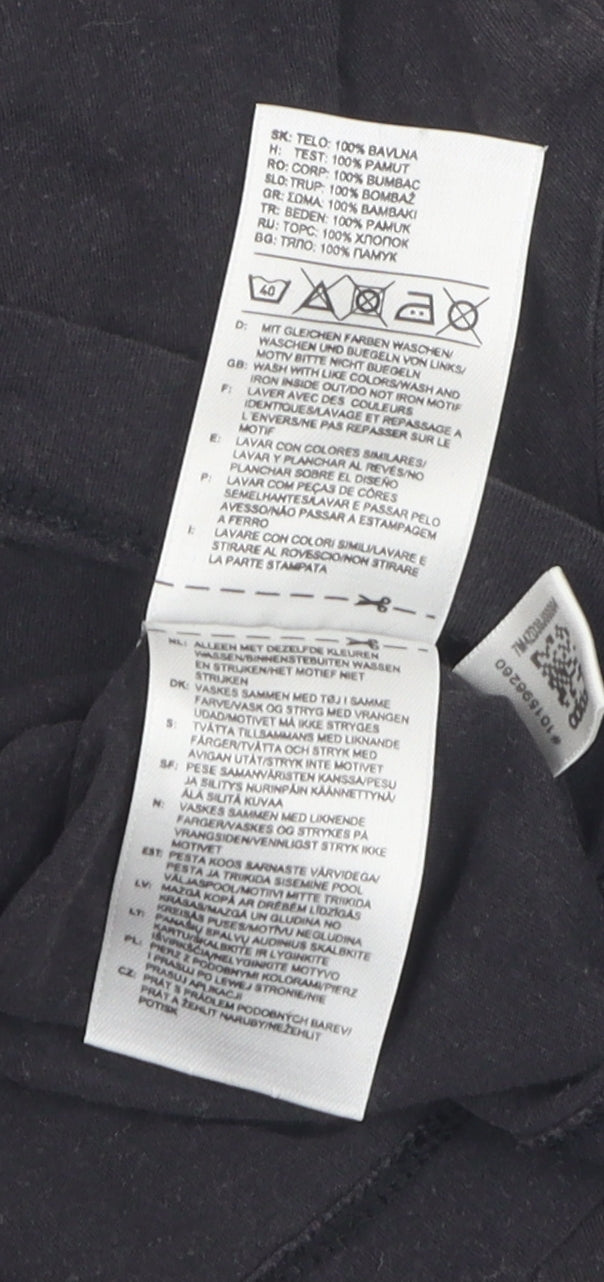 SK: TELO: 100% BAVLNA
H: TEST: 100% PAMUT
RO: CORP: 100% BUMBAC
SLO: TRUP: 100% BOMBAŽ
GR: ΣΩΜΑ: 100% ΒΑΜΒΑΚΙ
TR: BEDEN: 100% PAMUK
RU: ТОРС: 100% ХЛОПОК
BG: ТЯЛО: 100% ПАМУК
40
D: MIT GLEICHEN FARBEN WASCHEN/
WASCHEN UND BUEGELN VON LINKS/
MOTIV BITTE NICHT BUEGELN
GB: WASH WITH LIKE COLORS/WASH AND
IRON INSIDE OUT/DO NOT IRON MOTIF
F: LAVER AVEC DES COULEURS
IDENTIQUES/LAVAGE ET REPASSAGE A
L'ENVERS/NE PAS REPASSER SUR LE
MOTIF
E: LAVAR CON COLORES SIMILARES/
LAVAR Y PLANCHAR AL REVÉS/NO
PLANCHAR SOBRE EL DISEÑO
P: LAVAR COM PEÇAS DE CÔRES
SEMELHANTES/LAVAR E PASSAR PELO
AVESSO/NÃO PASSAR A ESTAMPAGEM
A FERRO
I: LAVARE CON COLORI SIMILI/LAVARE E
STIRARE AL ROVESCIO/NON STIRARE
LA PARTE STAMPATA
NL: ALLEEN MET DEZELFDE KLEUREN
WASSEN/BINNENSTEBUITEN WASSEN
EN STRIJKEN/HET MOTIEF NIET
STRIJKEN
DK: VASKES SAMMEN MED TØJ I SAMME
FARVE/VASK OG STRYG MED VRANGEN
UDAD/MOTIVET MÅ IKKE STRYGES
S: TVÄTTA TILLSAMMANS MED LIKNANDE
FÄRGER/TVÄTTA OCH STRYK MED
AVIGAN UTÅT/STRYK INTE MOTIVET
SF: PESE SAMANVÄRISTEN KANSSA/PESU
JA SILITYS NURINPÄIN KÄÄNNETTYNÄ/
ÄLÄ SILITÄ KUVAA
N: VASKES SAMMEN MED LIKNENDE
FARGER/VASKES OG STRYKES PÅ
VRANGSIDEN/VENNLIGST STRYK IKKE
MOTIVET
EST: PESTA KOOS SARNASTE VÄRVIDEGA/
PESTA JA TRIIKIDA SISEMINE POOL
VÄLJASPOOL/MOTIIVI MITTE TRIIKIDA
LV: MAZGĀ KOPĀ AR DRĒBĒM LĪDZĪGĀS
KRĀSĀS/MAZGĀ UN GLUDINA NO
KREISĀS PUSES/MOTĪVU NEGLUDINA
LT: PANAŠIŲ SPALVŲ AUDINIUS SKALBKITE
KARTU/SKALBKITE IR LYGINKITE
IŠVIRKŠČIĄ/NELYGINKITE MOTYVO
PL: PIERZ Z PODOBNYMI KOLORAMI/PIERZ
I PRASUJ PO LEWEJ STRONIE/NIE
PRASUJ APLIKACJI
CZ: PRÁT S PRÁDLEM PODOBNÝCH BAREV/
PRÁT A ŽEHLIT NARUBY/NEŽEHLIT
POTISK
#101596260
adidas